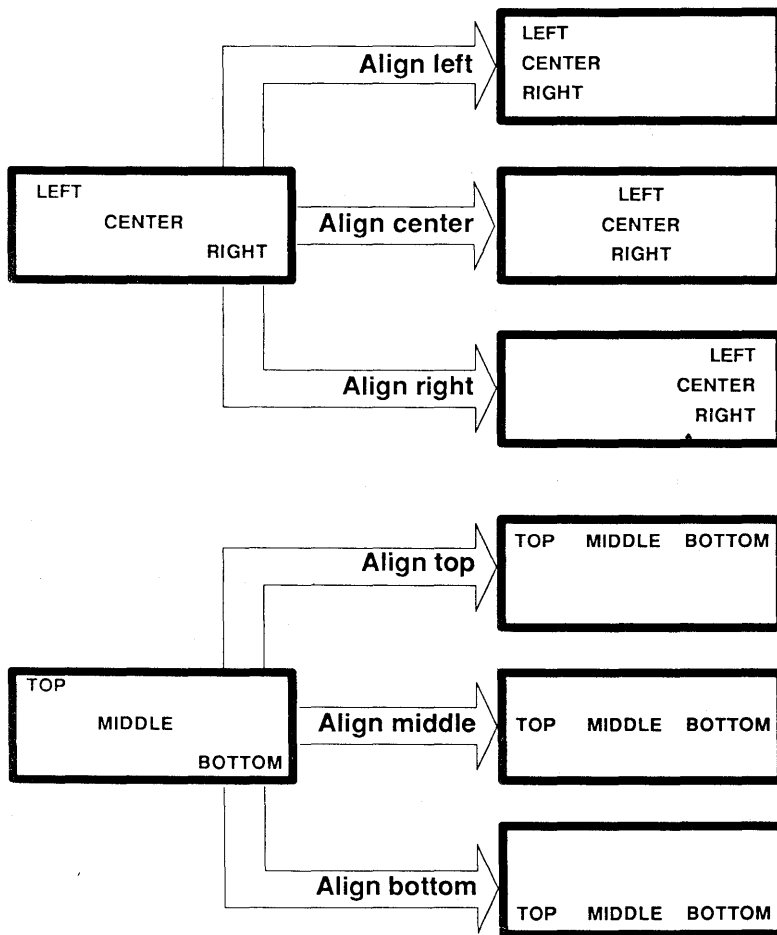 LEFT
Align left
CENTER
RIGHT
LEFT
CENTER
RIGHT
Align center
LEFT
CENTER
RIGHT
Align right
LEFT
CENTER
RIGHT
Align top
TOP MIDDLE BOTTOM
TOP
MIDDLE
BOTTOM
Align middle
TOP MIDDLE BOTTOM
Align bottom
TOP MIDDLE BOTTOM